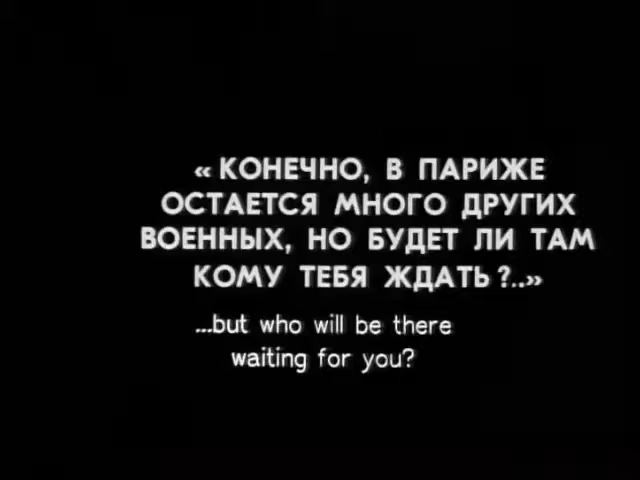 « КОНЕЧНО, В ПАРИЖЕ
ОСТАЕТСЯ МНОГО ДРУГИХ
ВОЕННЫХ, НО БУДЕТ ЛИ ТАМ
КОМУ ТЕБЯ ЖДАТЬ ?..»
...but who will be there
waiting for you?